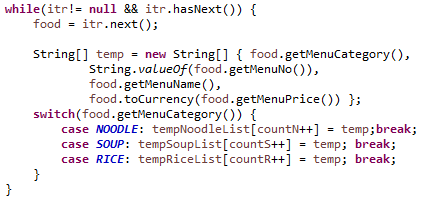 while(itr!= null && itr.hasNext()) {
    food = itr.next();

    String[] temp = new String[] { food.getMenuCategory(),
            String.valueOf(food.getMenuNo()),
            food.getMenuName(),
            food.toCurrency(food.getMenuPrice()) };
    switch(food.getMenuCategory()) {
        case NOODLE: tempNoodleList[countN++] = temp;break;
        case SOUP: tempSoupList[countS++] = temp; break;
        case RICE: tempRiceList[countR++] = temp; break;
    }
}